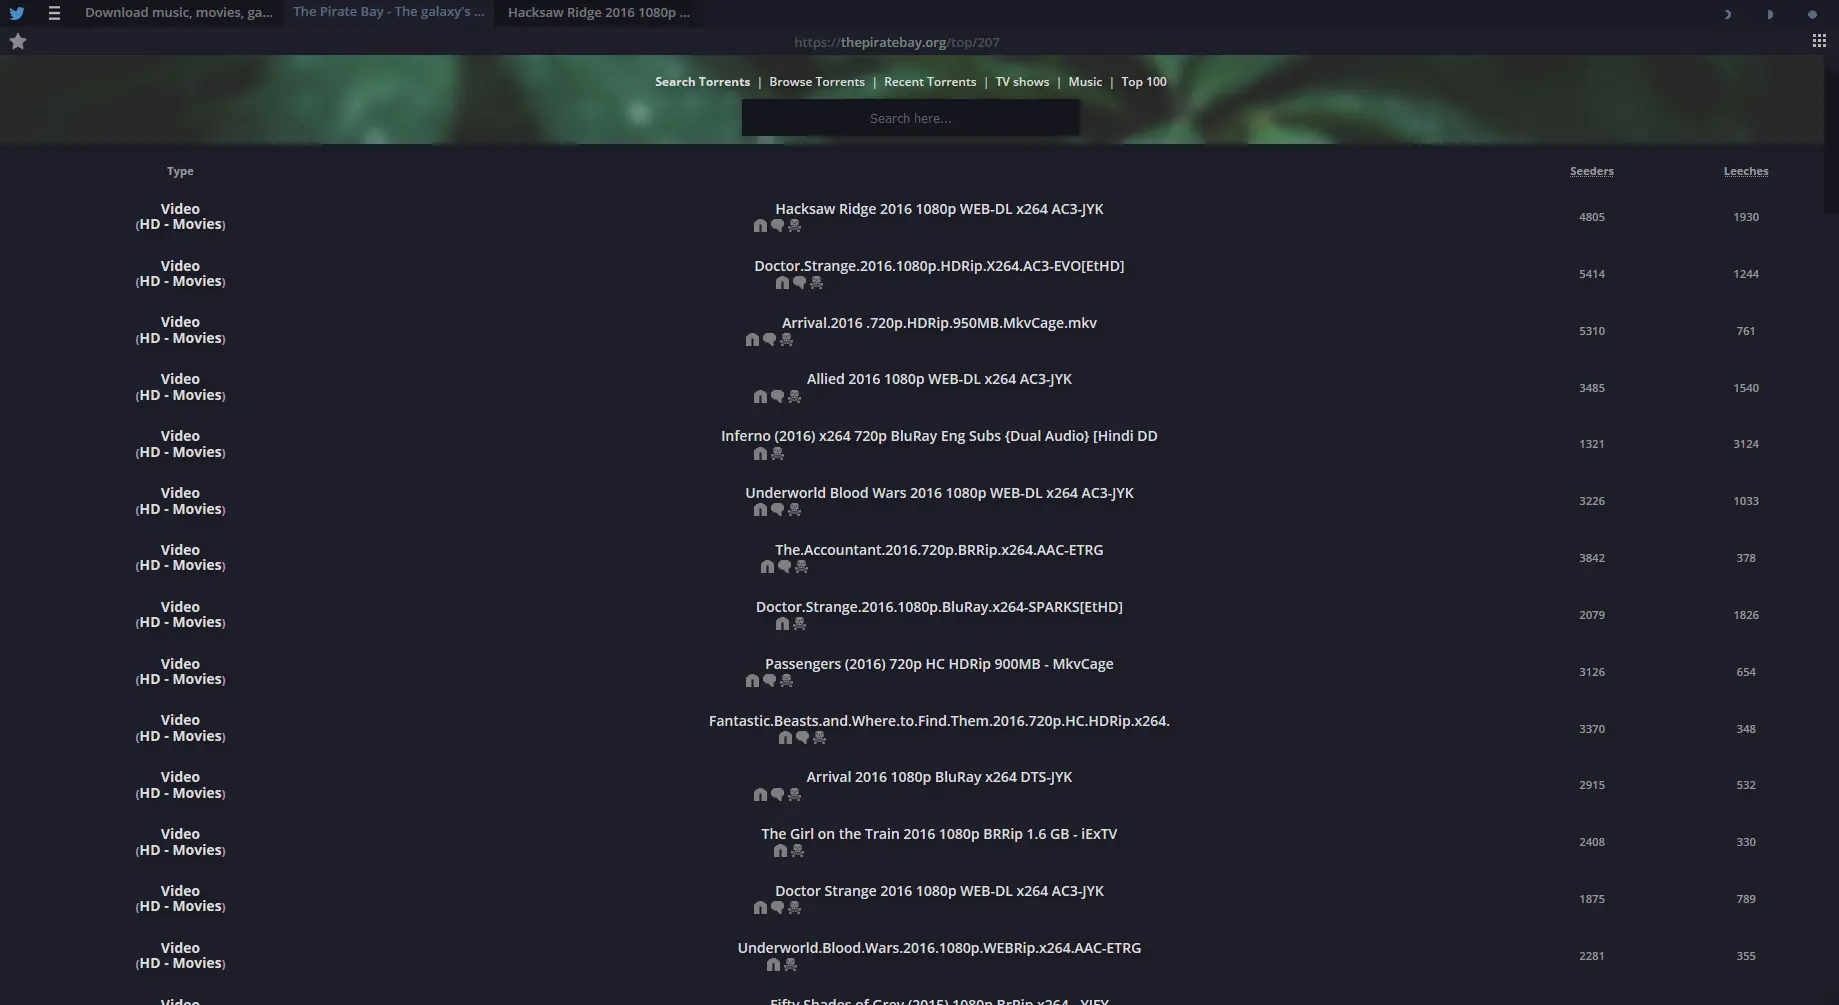 Download music, movies, ga...
The Pirate Bay - The galaxy's ...
Hacksaw Ridge 2016 1080p ...
https://thepiratebay.org/top/207
Search Torrents | Browse Torrents | Recent Torrents | TV shows | Music | Top 100
Search here...
Type Seeders Leeches
Video
(HD - Movies)
Hacksaw Ridge 2016 1080p WEB-DL x264 AC3-JYK
4805 1930
Video
(HD - Movies)
Doctor.Strange.2016.1080p.HDRip.X264.AC3-EVO[EtHD]
5414 1244
Video
(HD - Movies)
Arrival.2016 .720p.HDRip.950MB.MkvCage.mkv
5310 761
Video
(HD - Movies)
Allied 2016 1080p WEB-DL x264 AC3-JYK
3485 1540
Video
(HD - Movies)
Inferno (2016) x264 720p BluRay Eng Subs {Dual Audio} [Hindi DD
1321 3124
Video
(HD - Movies)
Underworld Blood Wars 2016 1080p WEB-DL x264 AC3-JYK
3226 1033
Video
(HD - Movies)
The.Accountant.2016.720p.BRRip.x264.AAC-ETRG
3842 378
Video
(HD - Movies)
Doctor.Strange.2016.1080p.BluRay.x264-SPARKS[EtHD]
2079 1826
Video
(HD - Movies)
Passengers (2016) 720p HC HDRip 900MB - MkvCage
3126 654
Video
(HD - Movies)
Fantastic.Beasts.and.Where.to.Find.Them.2016.720p.HC.HDRip.x264.
3370 348
Video
(HD - Movies)
Arrival 2016 1080p BluRay x264 DTS-JYK
2915 532
Video
(HD - Movies)
The Girl on the Train 2016 1080p BRRip 1.6 GB - iExTV
2408 330
Video
(HD - Movies)
Doctor Strange 2016 1080p WEB-DL x264 AC3-JYK
1875 789
Video
(HD - Movies)
Underworld.Blood.Wars.2016.1080p.WEBRip.x264.AAC-ETRG
2281 355
Video
Fifty Shades of Grey (2015) 1080p BrRip x264 - YIFY